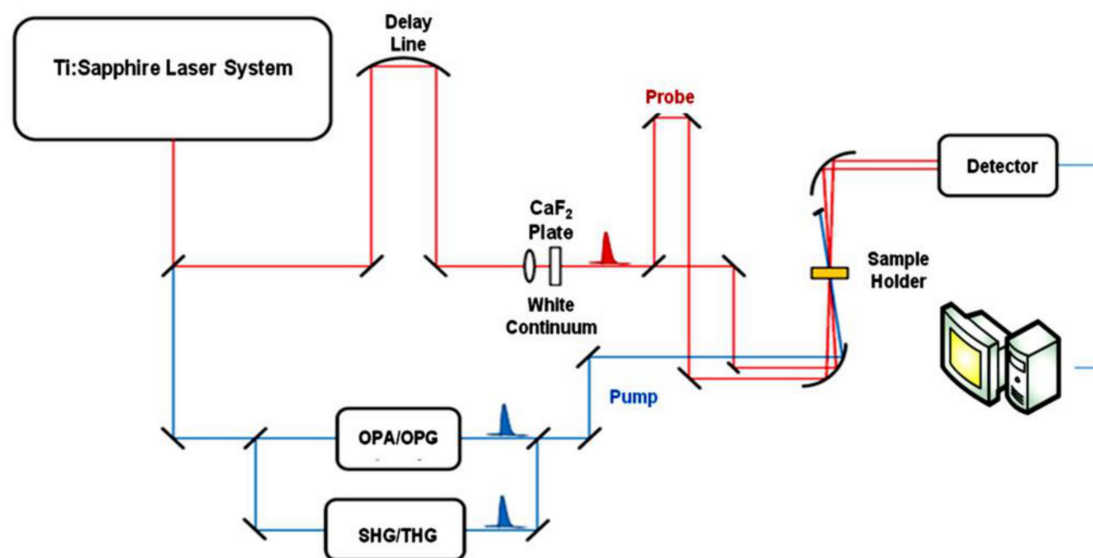 Delay
Line
Ti:Sapphire Laser System
Probe
Detector
CaF₂
Plate
White
Continuum
Sample
Holder
Pump
OPA/OPG
SHG/THG